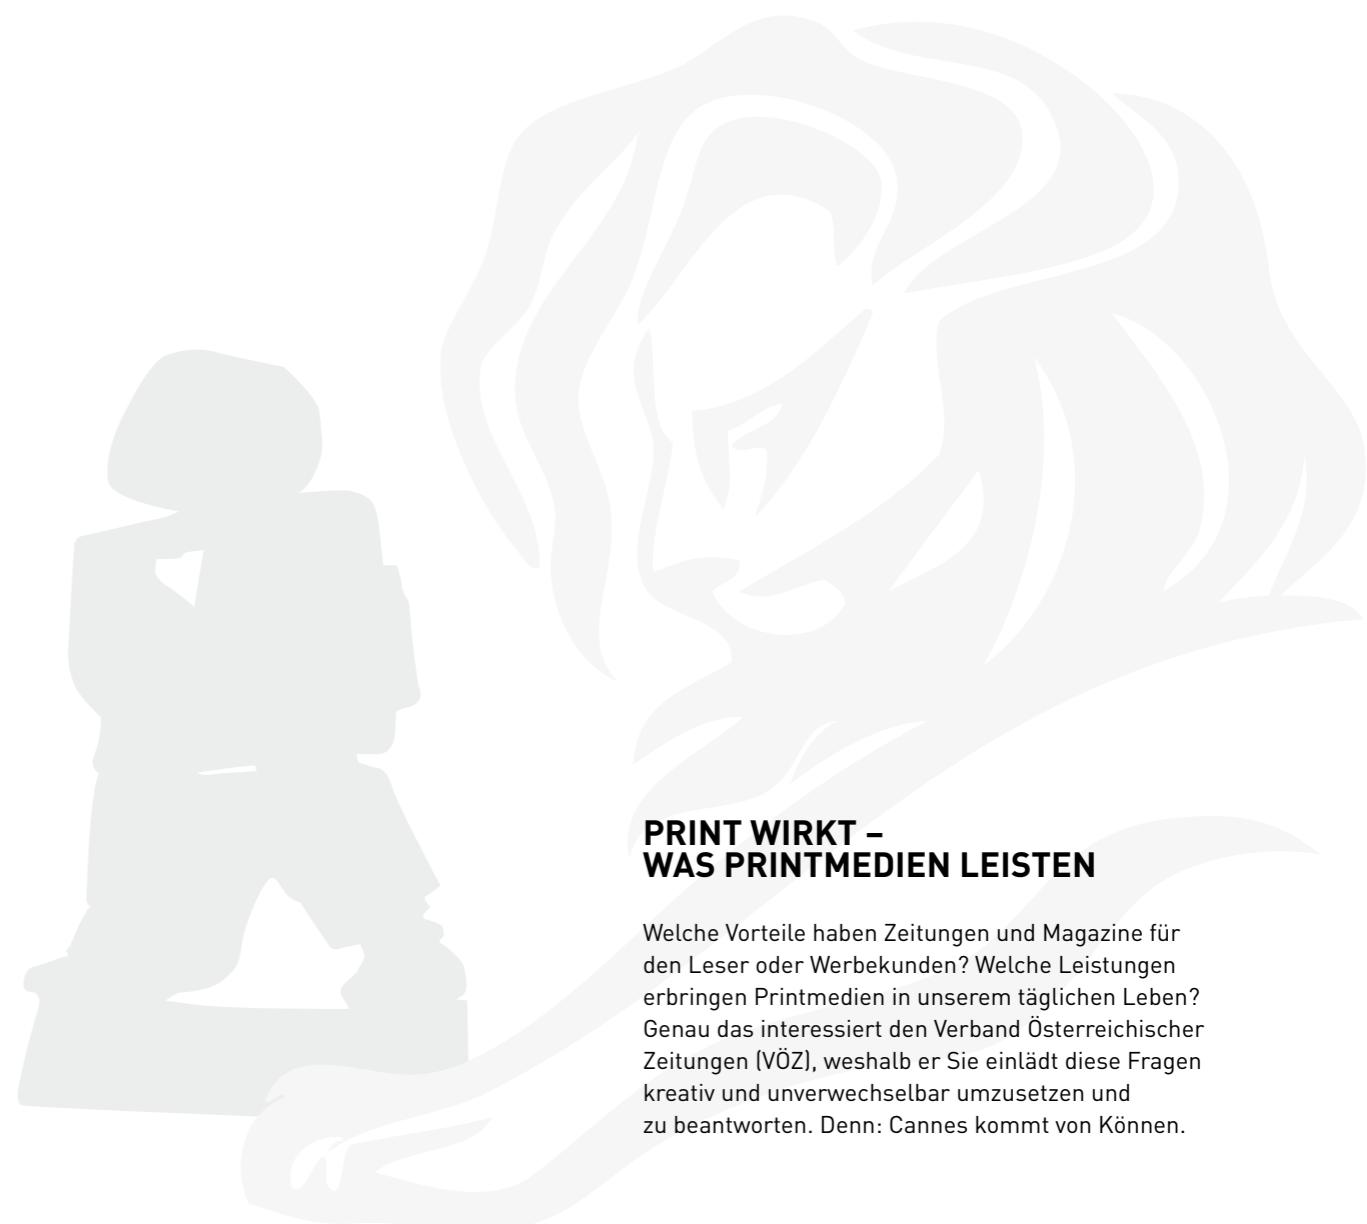 PRINT WIRKT –
WAS PRINTMEDIEN LEISTEN
Welche Vorteile haben Zeitungen und Magazine für
den Leser oder Werbekunden? Welche Leistungen
erbringen Printmedien in unserem täglichen Leben?
Genau das interessiert den Verband Österreichischer
Zeitungen (VÖZ), weshalb er Sie einlädt diese Fragen
kreativ und unverwechselbar umzusetzen und
zu beantworten. Denn: Cannes kommt von Können.